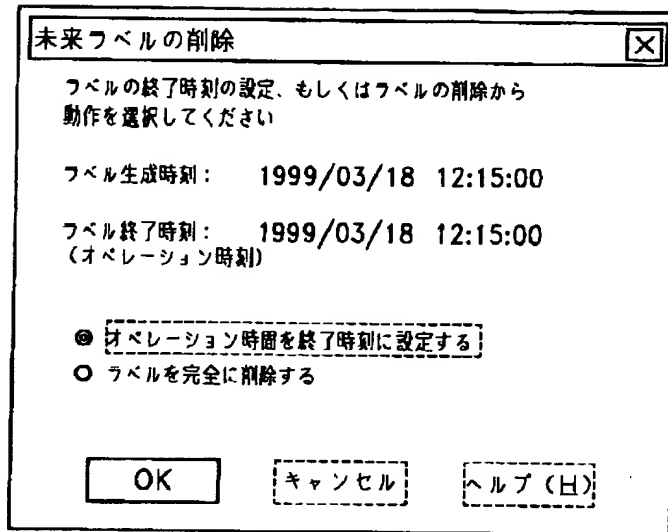 未来ラベルの削除
ラベルの終了時刻の設定、もしくはラベルの削除から
動作を選択してください
ラベル生成時刻: 1999/03/18 12:15:00
ラベル終了時刻: 1999/03/18 12:15:00
(オペレーション時刻)
オペレーション時間を終了時刻に設定する
ラベルを完全に削除する
OK キャンセル ヘルプ(H)